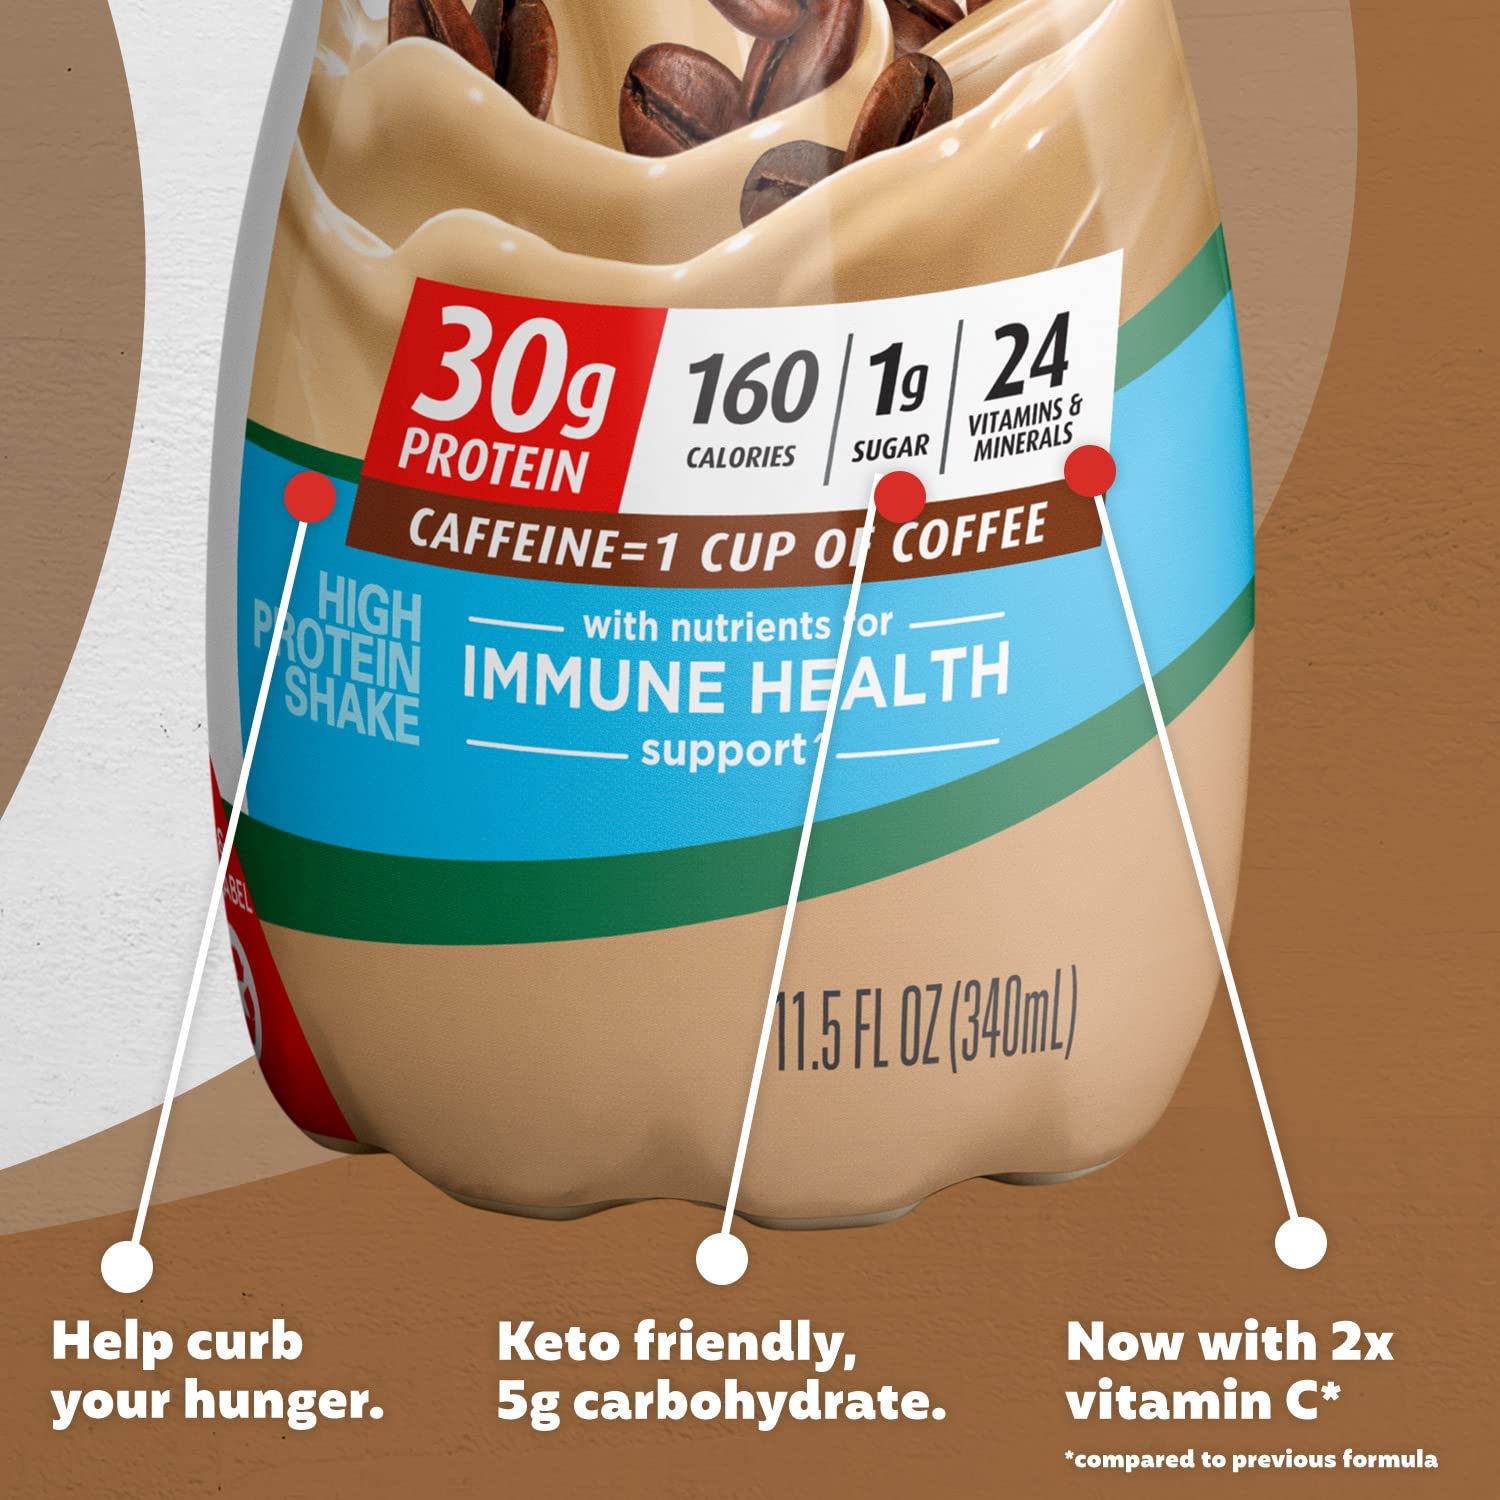 30g
PROTEIN
160
CALORIES
1g
SUGAR
24
VITAMINS &
MINERALS
CAFFEINE=1 CUP OF COFFEE
HIGH
PROTEIN
SHAKE
with nutrients for
IMMUNE HEALTH
support^
11.5 FL OZ (340mL)
Help curb
your hunger.
Keto friendly,
5g carbohydrate.
Now with 2x
vitamin C*
*compared to previous formula